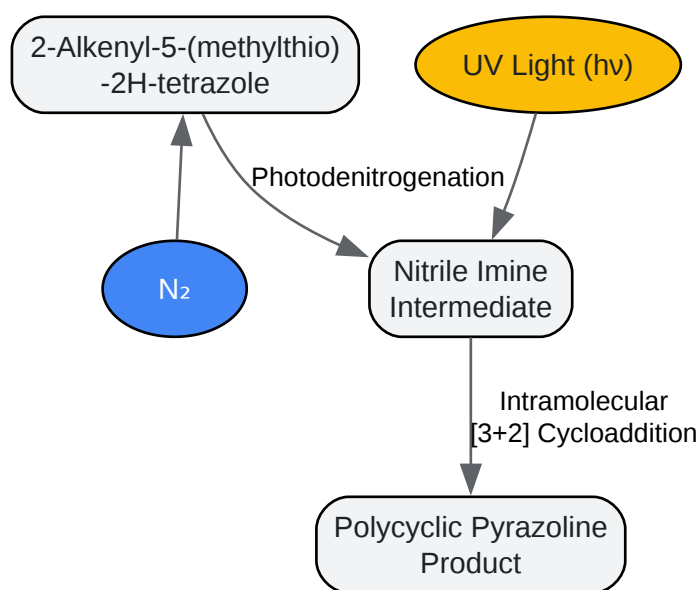 2-Alkenyl-5-(methylthio)
-2H-tetrazole
UV Light (hν)
Photodenitrogenation
N₂
Nitrile Imine
Intermediate
Intramolecular
[3+2] Cycloaddition
Polycyclic Pyrazoline
Product